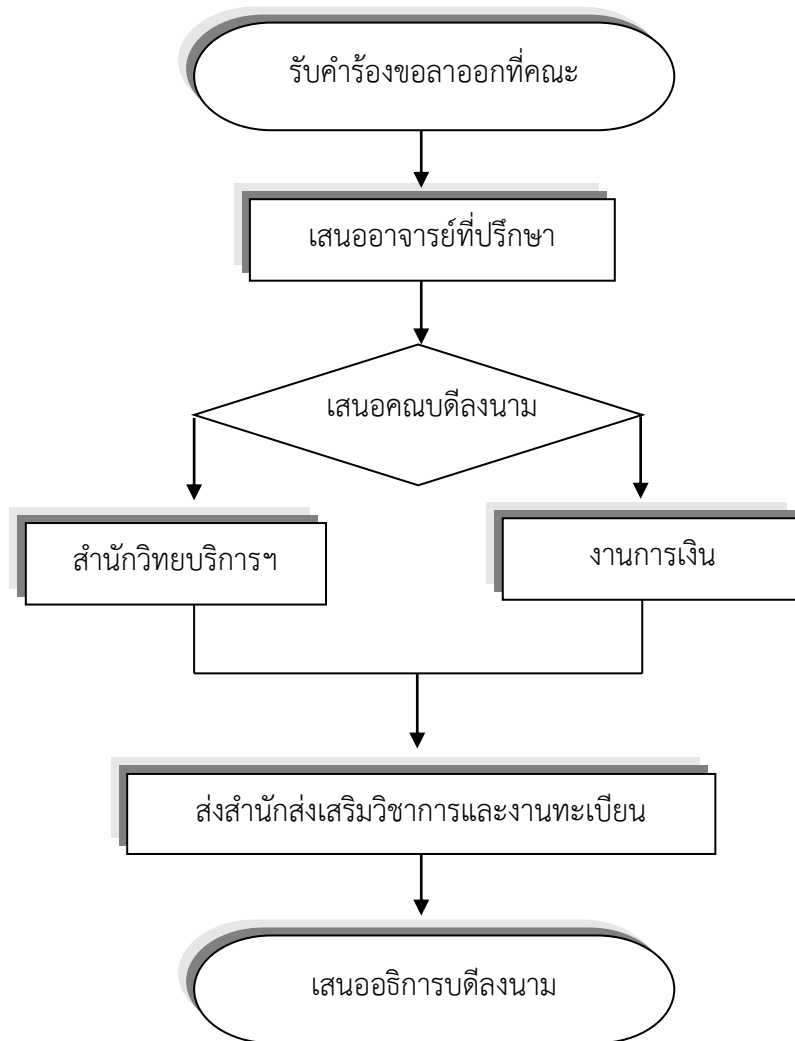 รับคำร้องขอลาออกที่คณะ
เสนออาจารย์ที่ปรึกษา
เสนอคณบดีลงนาม
สำนักวิทยบริการฯ
งานการเงิน
ส่งสำนักส่งเสริมวิชาการและงานทะเบียน
เสนออธิการบดีลงนาม